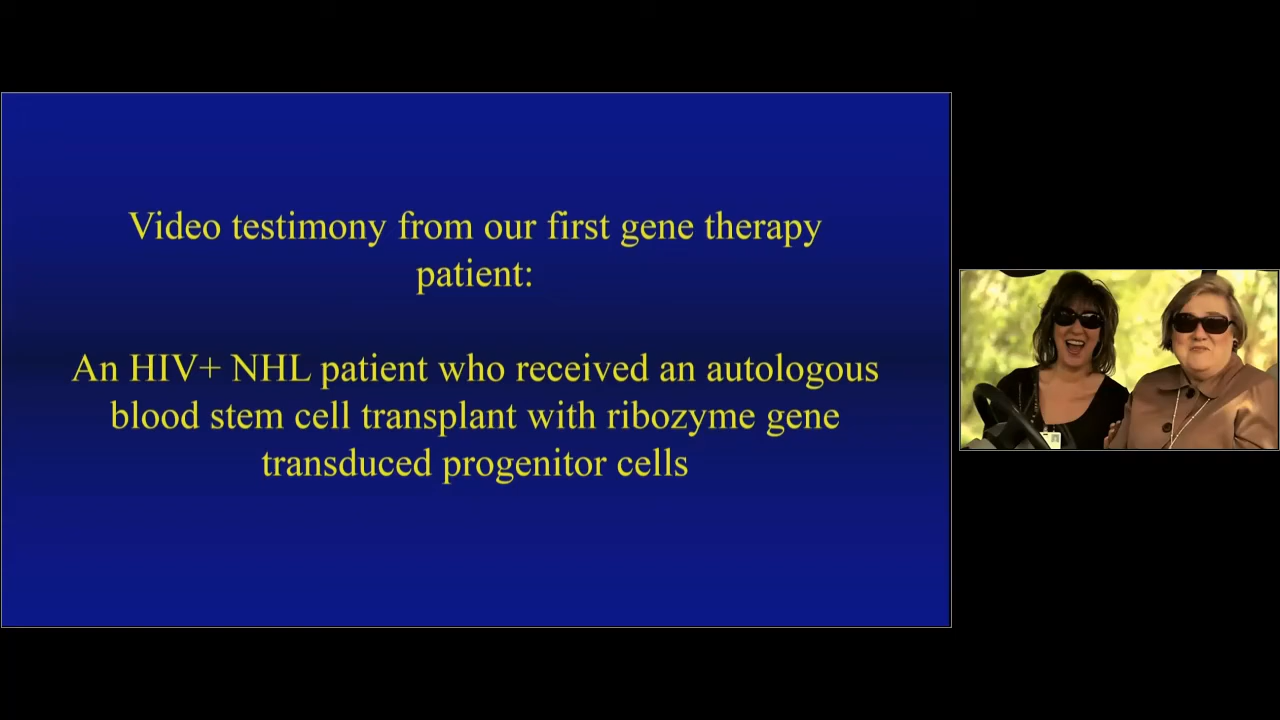 Video testimony from our first gene therapy
patient:
An HIV+ NHL patient who received an autologous
blood stem cell transplant with ribozyme gene
transduced progenitor cells